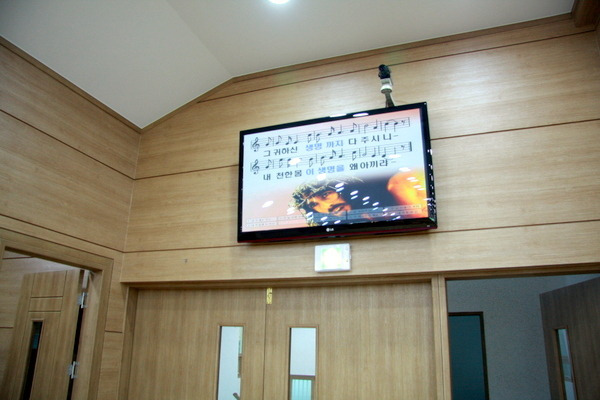 그 귀하신 생명 까지 다 주시니-
내 천한몸 이 생명을 왜 아끼리-
LG